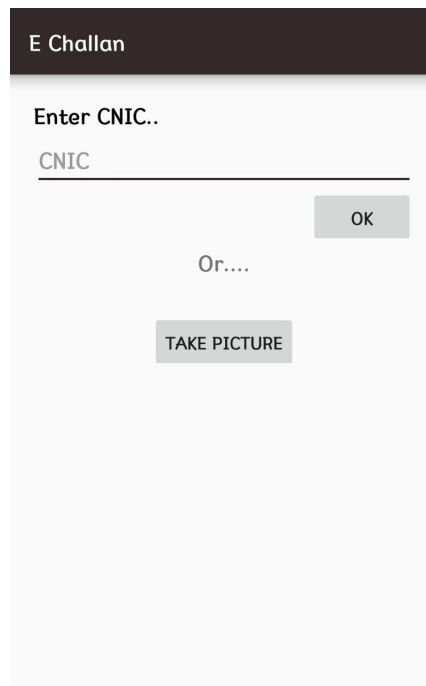 E Challan
Enter CNIC..
CNIC
OK
Or....
TAKE PICTURE